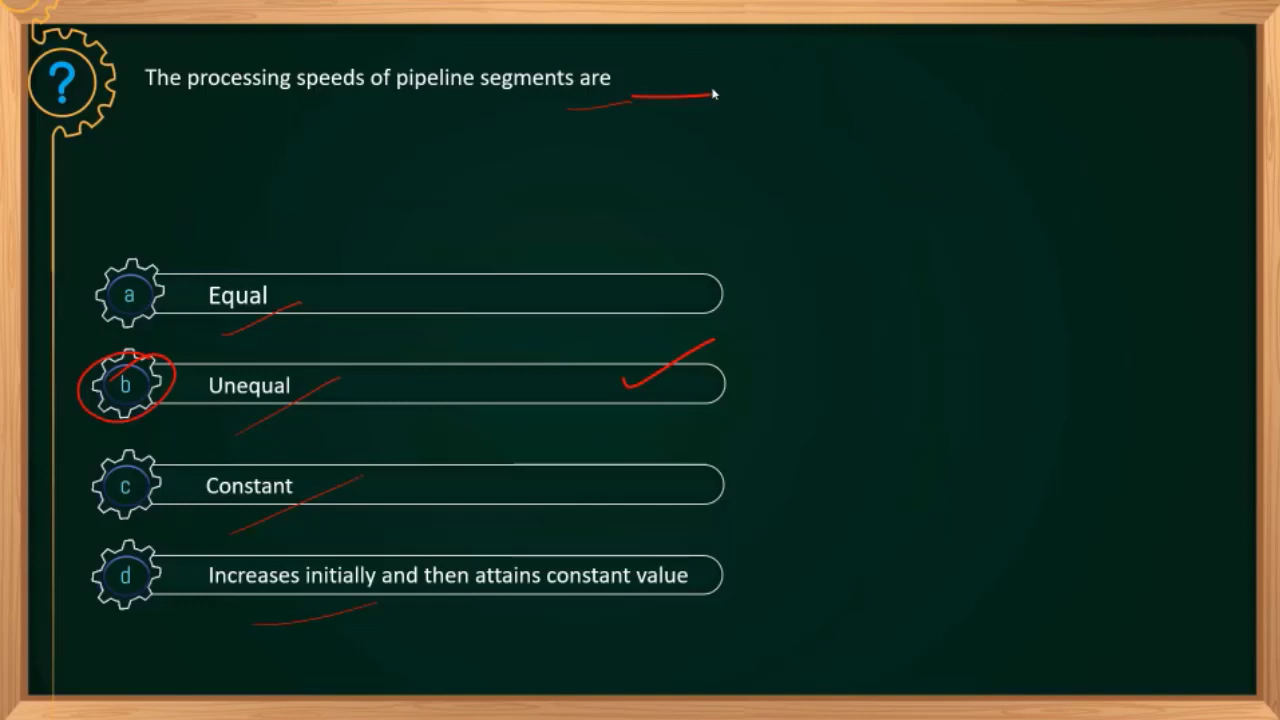 ?
The processing speeds of pipeline segments are
a Equal
b Unequal
c Constant
d Increases initially and then attains constant value